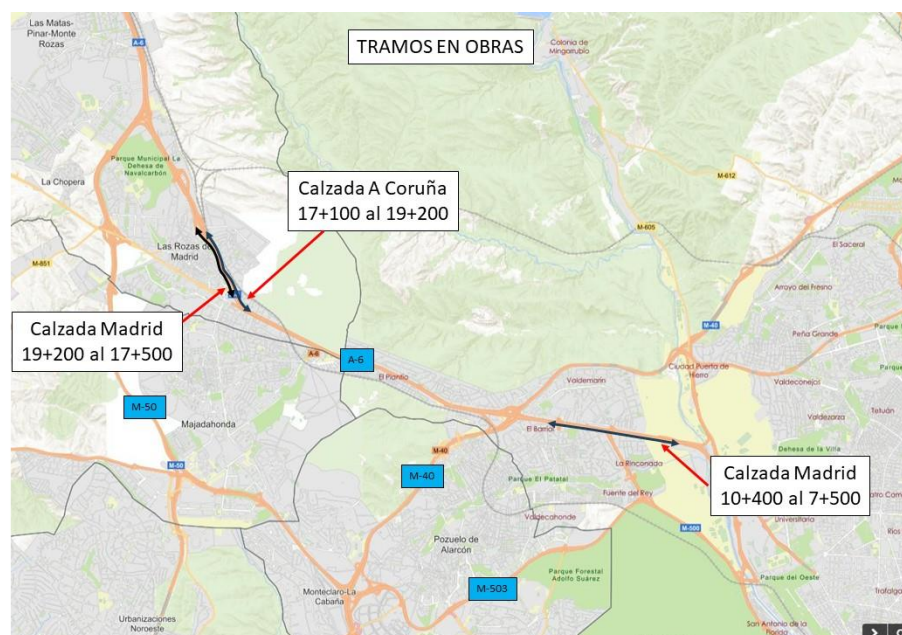 Las Matas-
Pinar-Monte
Rozas
A-6
TRAMOS EN OBRAS
Colonia de
Mingorrubio
Parque Municipal La
Dehesa de
Navalcarbón
La Chopera
M-612
Calzada A Coruña
17+100 al 19+200
M-605
Las Rozas de
Madrid
El Saceral
M-851
Arroyo del Fresno
Calzada Madrid
19+200 al 17+500
M-40
Peña Grande
A-6
A-6
El Plantío
Valdemarín
Ciudad Puerta de
Hierro
Valdeconejos
M-50
Majadahonda
Valdezarza
Tetuán
El Barrial
Dehesa de la Villa
M-40
M-50
M-40
La Rinconada
Parque El Patatal
Calzada Madrid
10+400 al 7+500
Fuente del Rey
Valdecahonde
M-500
Universitaria
Ríos
Pozuelo de
Alarcón
M-503
Parque Forestal
Adolfo Suárez
Parque del Oeste
Montecláro-La
Cabaña
Trafalgar
Urbanizaciones
Noroeste
San Antonio de la
Florida